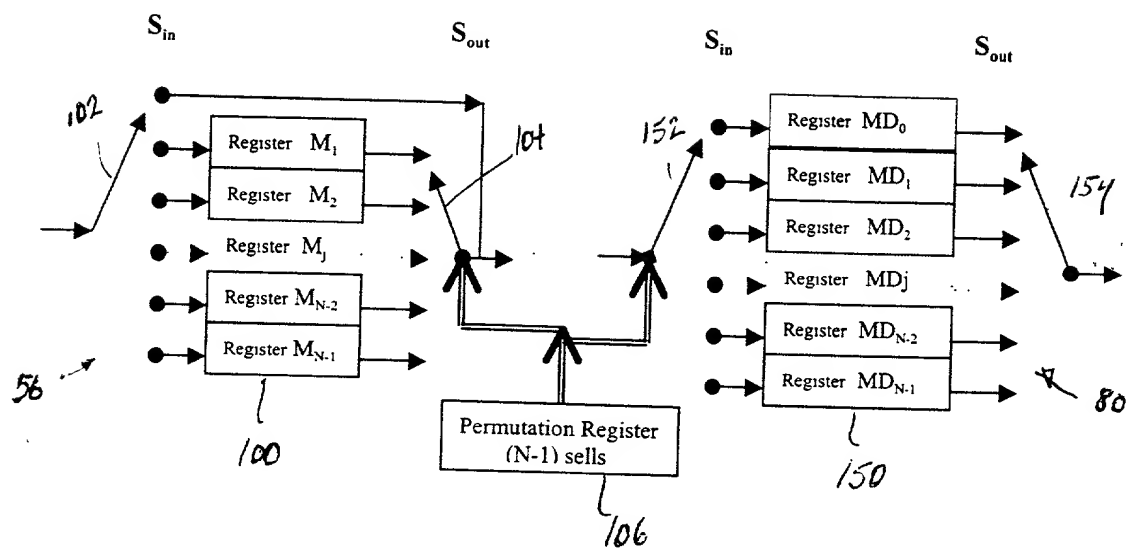 S_in S_out S_in S_out
102
Register M_1
Register M_2
Register M_j
Register M_N-2
Register M_N-1
104
152
Register MD_0
Register MD_1
Register MD_2
Register MDj
Register MD_N-2
Register MD_N-1
154
56
100
Permutation Register
(N-1) sells
106
150
80